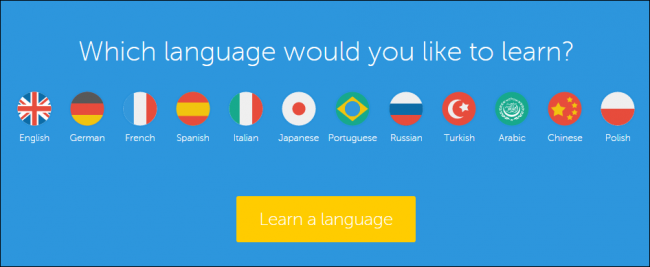 Which language would you like to learn?
English German French Spanish Italian Japanese Portuguese Russian Turkish Arabic Chinese Polish
Learn a language